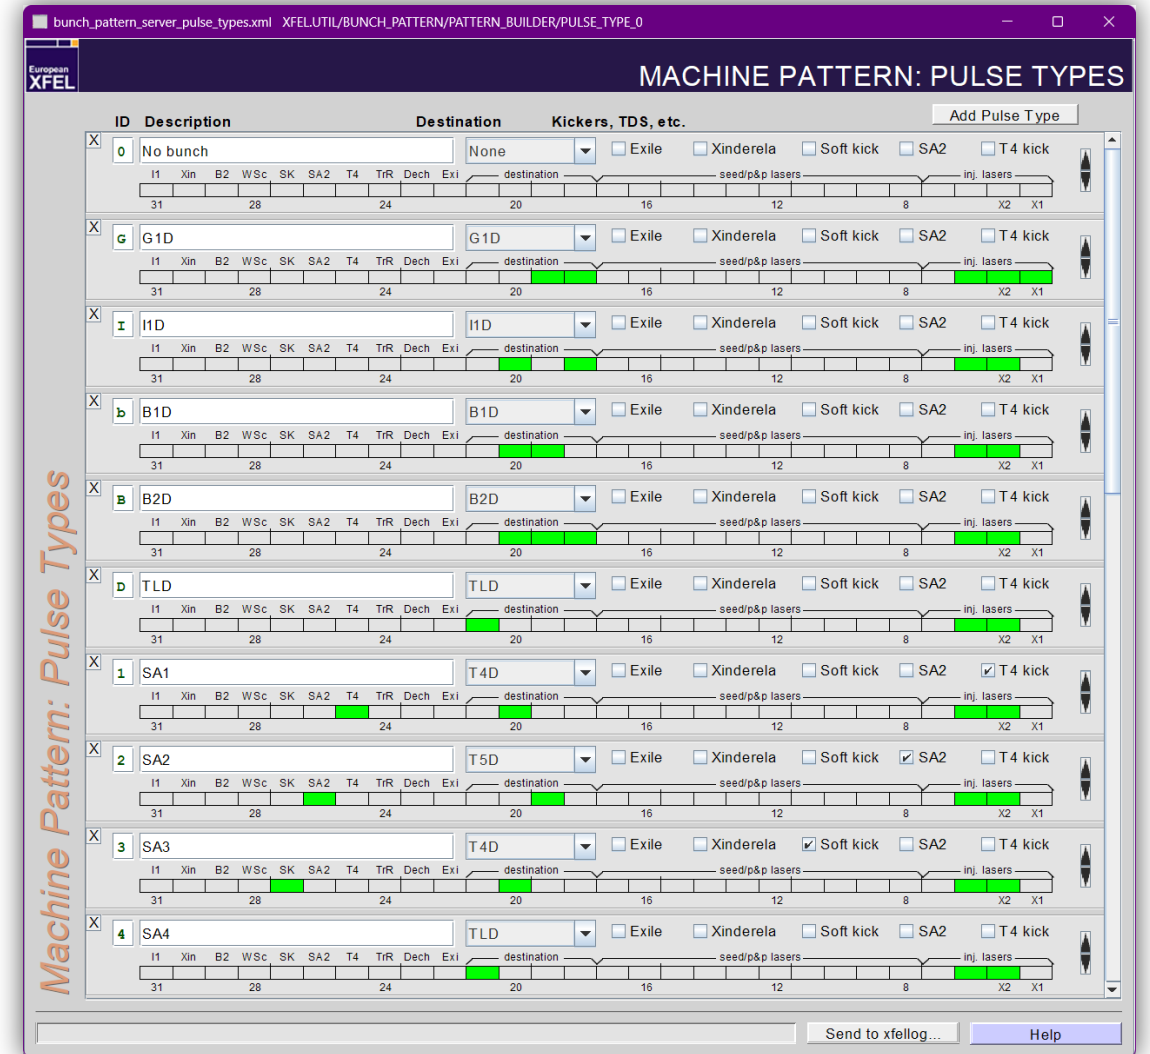 bunch_pattern_server_pulse_types.xml XFEL.UTIL/BUNCH_PATTERN/PATTERN_BUILDER/PULSE_TYPE_0
European
XFEL
MACHINE PATTERN: PULSE TYPES
Add Pulse Type
ID Description Destination Kickers, TDS, etc.
X 0 No bunch None Exile Xinderela Soft kick SA2 T4 kick
I1 Xin B2 WSc SK SA2 T4 TrR Dech Exi destination seed/p&p lasers inj. lasers
31 28 24 20 16 12 8 X2 X1
X G G1D G1D Exile Xinderela Soft kick SA2 T4 kick
I1 Xin B2 WSc SK SA2 T4 TrR Dech Exi destination seed/p&p lasers inj. lasers
31 28 24 20 16 12 8 X2 X1
X I I1D I1D Exile Xinderela Soft kick SA2 T4 kick
I1 Xin B2 WSc SK SA2 T4 TrR Dech Exi destination seed/p&p lasers inj. lasers
31 28 24 20 16 12 8 X2 X1
X b B1D B1D Exile Xinderela Soft kick SA2 T4 kick
I1 Xin B2 WSc SK SA2 T4 TrR Dech Exi destination seed/p&p lasers inj. lasers
31 28 24 20 16 12 8 X2 X1
X B B2D B2D Exile Xinderela Soft kick SA2 T4 kick
I1 Xin B2 WSc SK SA2 T4 TrR Dech Exi destination seed/p&p lasers inj. lasers
31 28 24 20 16 12 8 X2 X1
X D TLD TLD Exile Xinderela Soft kick SA2 T4 kick
I1 Xin B2 WSc SK SA2 T4 TrR Dech Exi destination seed/p&p lasers inj. lasers
31 28 24 20 16 12 8 X2 X1
X 1 SA1 T4D Exile Xinderela Soft kick SA2 T4 kick
I1 Xin B2 WSc SK SA2 T4 TrR Dech Exi destination seed/p&p lasers inj. lasers
31 28 24 20 16 12 8 X2 X1
X 2 SA2 T5D Exile Xinderela Soft kick SA2 T4 kick
I1 Xin B2 WSc SK SA2 T4 TrR Dech Exi destination seed/p&p lasers inj. lasers
31 28 24 20 16 12 8 X2 X1
X 3 SA3 T4D Exile Xinderela Soft kick SA2 T4 kick
I1 Xin B2 WSc SK SA2 T4 TrR Dech Exi destination seed/p&p lasers inj. lasers
31 28 24 20 16 12 8 X2 X1
X 4 SA4 TLD Exile Xinderela Soft kick SA2 T4 kick
I1 Xin B2 WSc SK SA2 T4 TrR Dech Exi destination seed/p&p lasers inj. lasers
31 28 24 20 16 12 8 X2 X1
Machine Pattern: Pulse Types
Send to xfellog... Help